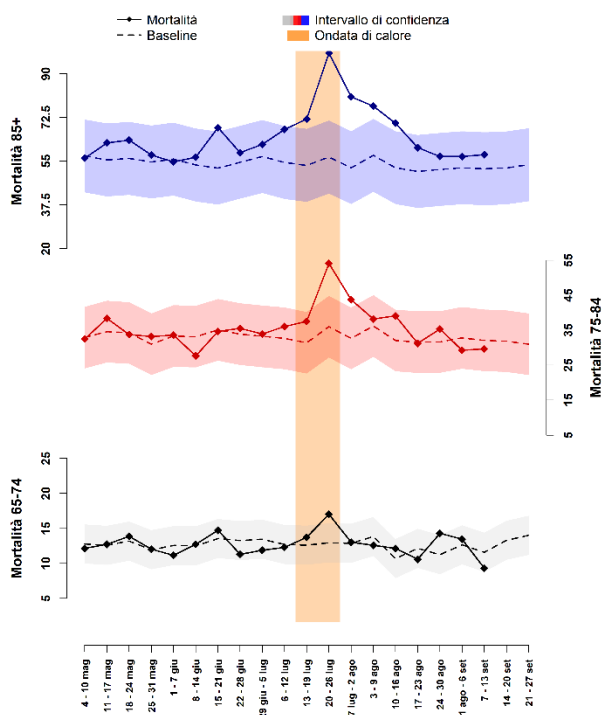 Mortalità
Intervallo di confidenza
Baseline
Ondata di calore
Mortalità 85+
90
72.5
55
37.5
20
Mortalità 75-84
65
55
45
35
25
15
5
Mortalità 65-74
25
20
15
10
5
4 - 10 mag
11 - 17 mag
18 - 24 mag
25 - 31 mag
1 - 7 giu
8 - 14 giu
15 - 21 giu
22 - 28 giu
29 giu - 5 lug
6 - 12 lug
13 - 19 lug
20 - 26 lug
7 lug - 2 ago
3 - 9 ago
10 - 16 ago
17 - 23 ago
24 - 30 ago
1 ago - 6 set
7 - 13 set
14 - 20 set
21 - 27 set